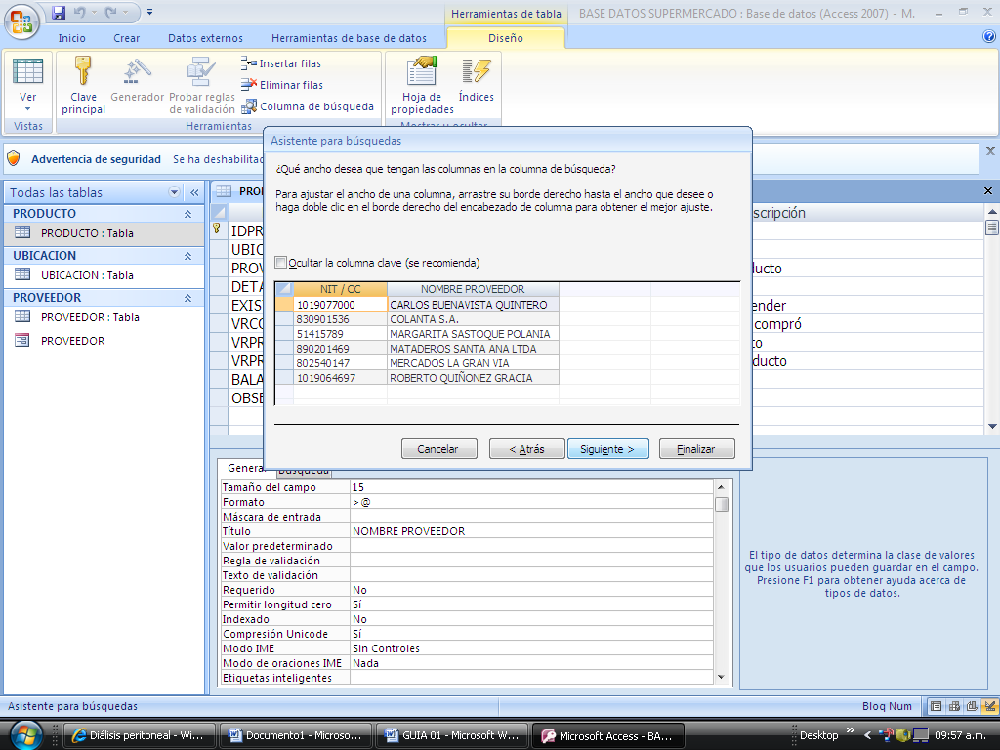 Herramientas de tabla
BASE DATOS SUPERMERCADO : Base de datos (Access 2007) - M.
Inicio
Crear
Datos externos
Herramientas de base de datos
Diseño
Ver
Clave principal
Generador
Probar reglas de validación
Insertar filas
Eliminar filas
Columna de búsqueda
Hoja de propiedades
Índices
Vistas
Herramientas
Mostrar u ocultar
Advertencia de seguridad
Se ha deshabilitad
Todas las tablas
PRODUCTO
PRODUCTO : Tabla
UBICACION
UBICACION : Tabla
PROVEEDOR
PROVEEDOR : Tabla
PROVEEDOR
PRO
scripción
IDPR
UBIC
PROV
ducto
DETA
EXIS
ender
VRCO
compró
VRPR
to
VRPR
ducto
BALA
OBSE
Asistente para búsquedas
¿Qué ancho desea que tengan las columnas en la columna de búsqueda?
Para ajustar el ancho de una columna, arrastre su borde derecho hasta el ancho que desee o
haga doble clic en el borde derecho del encabezado de columna para obtener el mejor ajuste.
Ocultar la columna clave (se recomienda)
NIT / CC NOMBRE PROVEEDOR
1019077000 CARLOS BUENAVISTA QUINTERO
830901536 COLANTA S.A.
51415789 MARGARITA SASTOQUE POLANIA
890201469 MATADEROS SANTA ANA LTDA
802540147 MERCADOS LA GRAN VIA
1019064697 ROBERTO QUIÑONEZ GRACIA
Cancelar
< Atrás
Siguiente >
Finalizar
General
Búsqueda
Tamaño del campo 15
Formato >@
Máscara de entrada
Título NOMBRE PROVEEDOR
Valor predeterminado
Regla de validación
Texto de validación
Requerido No
Permitir longitud cero Sí
Indexado No
Compresión Unicode Sí
Modo IME Sin Controles
Modo de oraciones IME Nada
Etiquetas inteligentes
El tipo de datos determina la clase de valores
que los usuarios pueden guardar en el campo.
Presione F1 para obtener ayuda acerca de
tipos de datos.
Asistente para búsquedas
Bloq Num
Diálisis peritoneal - Wi...
Documento1 - Microso...
GUIA 01 - Microsoft W...
Microsoft Access - BA...
Desktop
09:57 a.m.